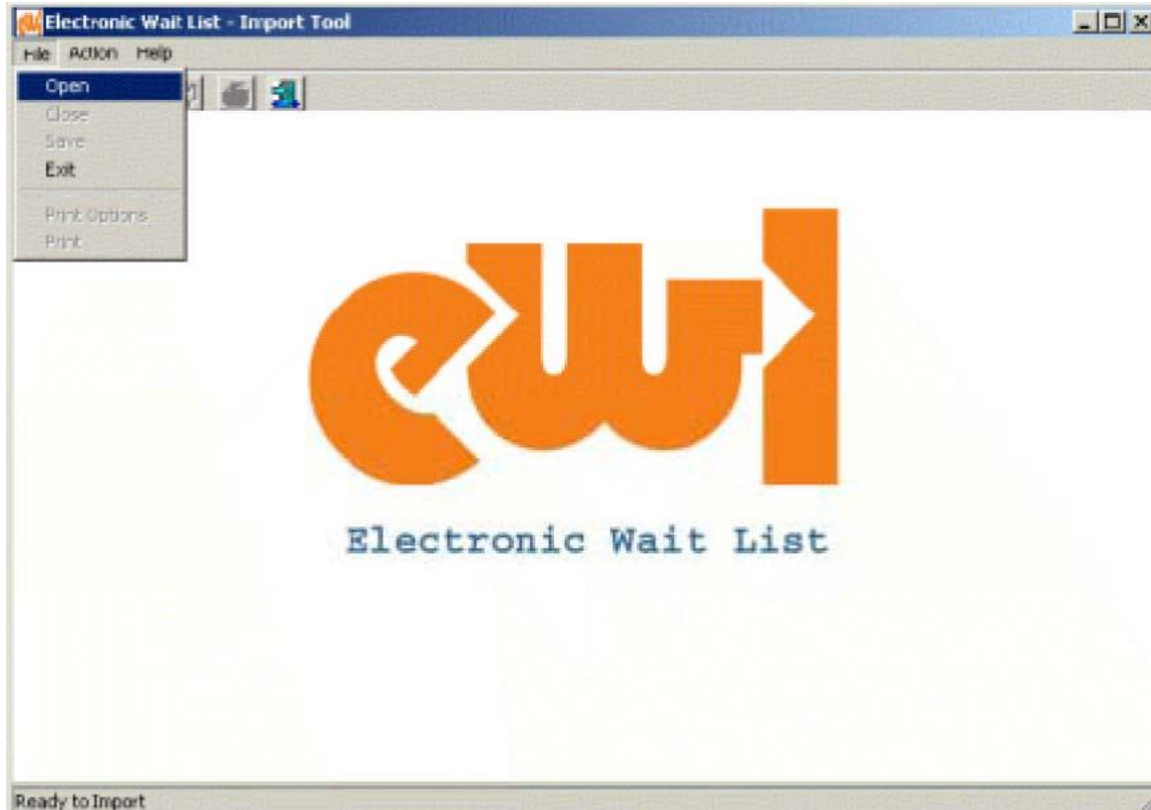 Electronic Wait List - Import Tool
File Action Help
Open
Close
Save
Exit
Print Options
Print
ewl
Electronic Wait List
Ready to Import